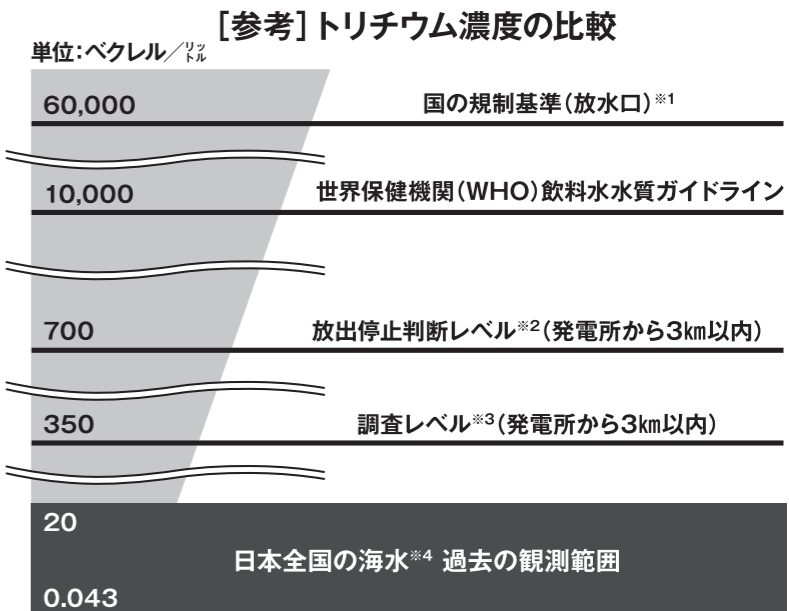 [参考]トリチウム濃度の比較
単位:ベクレル／リットル
60,000 国の規制基準(放水口)※1
10,000 世界保健機関(WHO)飲料水水質ガイドライン
700 放出停止判断レベル※2(発電所から3㎞以内)
350 調査レベル※3(発電所から3㎞以内)
20
日本全国の海水※4 過去の観測範囲
0.043